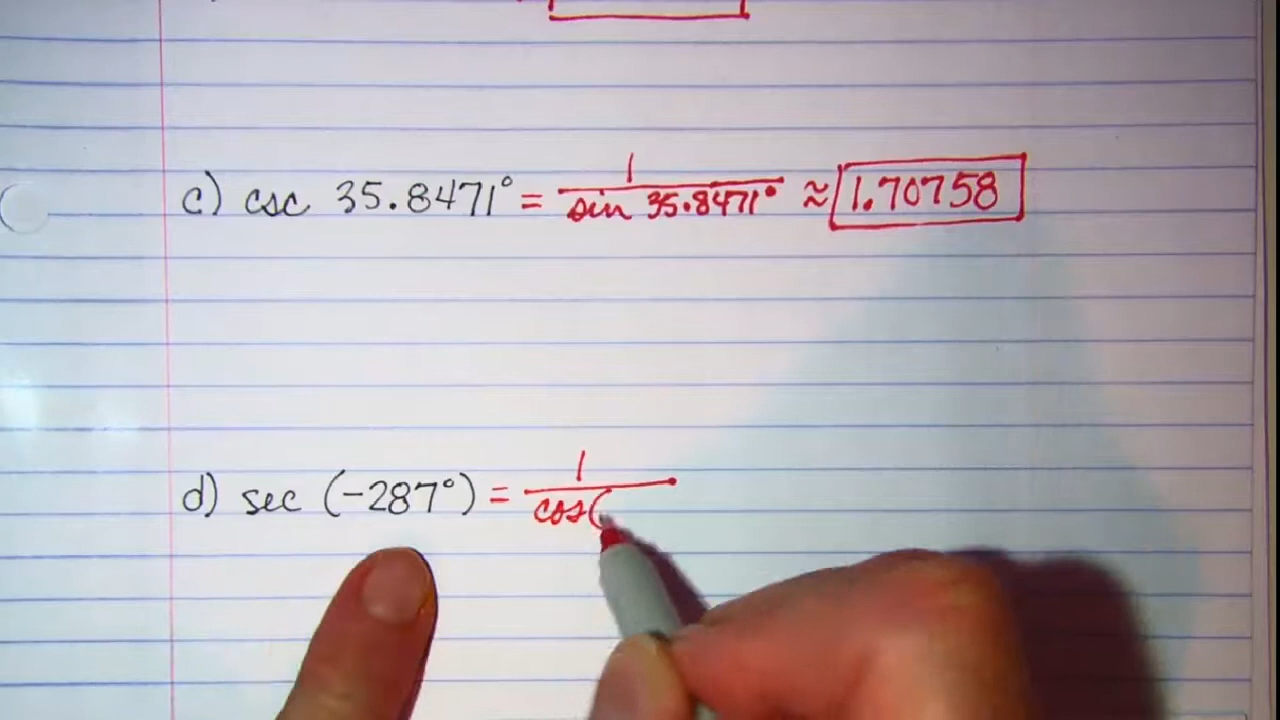 c) csc 35.8471° = 1 / sin 35.8471° ≈ 1.70758
d) sec (-287°) = 1 / cos(